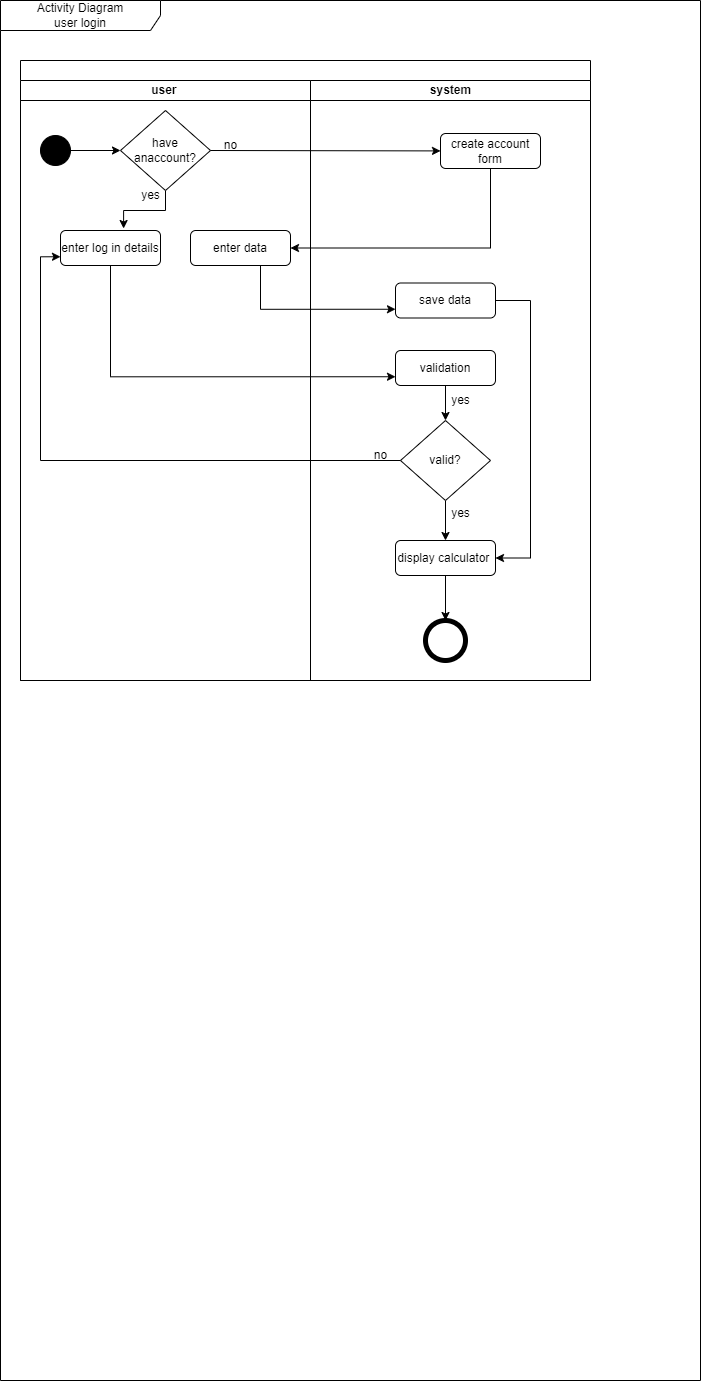 Activity Diagram
user login
user
system
have
anaccount?
no
create account
form
yes
enter log in details
enter data
save data
validation
yes
valid?
no
yes
display calculator